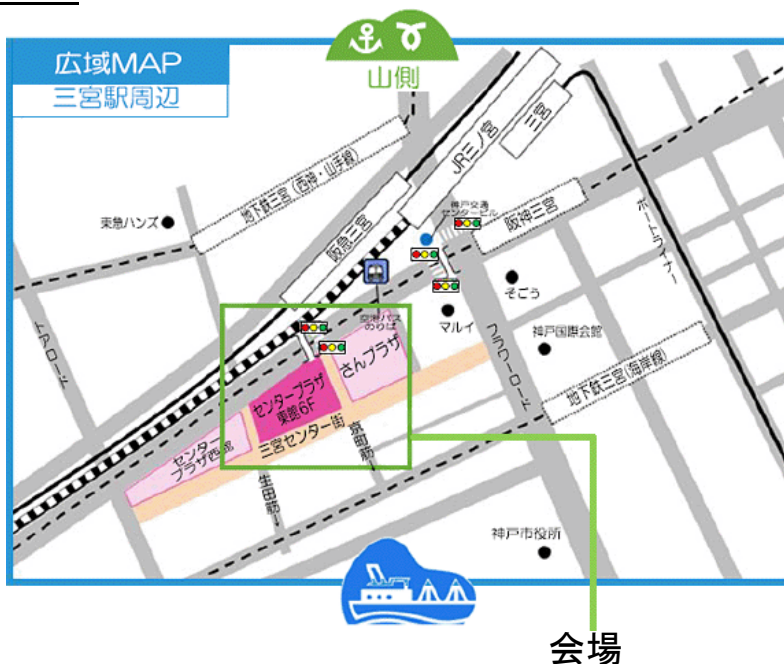 広域MAP
三宮駅周辺
山側
三宮
JR三ノ宮
地下鉄三宮(西神・山手線)
阪急三宮
神戸交通
センタービル
阪神三宮
東急ハンズ
ポートライナー
そごう
空港バス
のりば
マルイ
神戸国際会館
トアロード
フラワーロード
さんプラザ
地下鉄三宮(海岸線)
センタープラザ
東館6F
三宮センター街
京町筋→
センター
プラザ西館
生田筋→
神戸市役所
会場